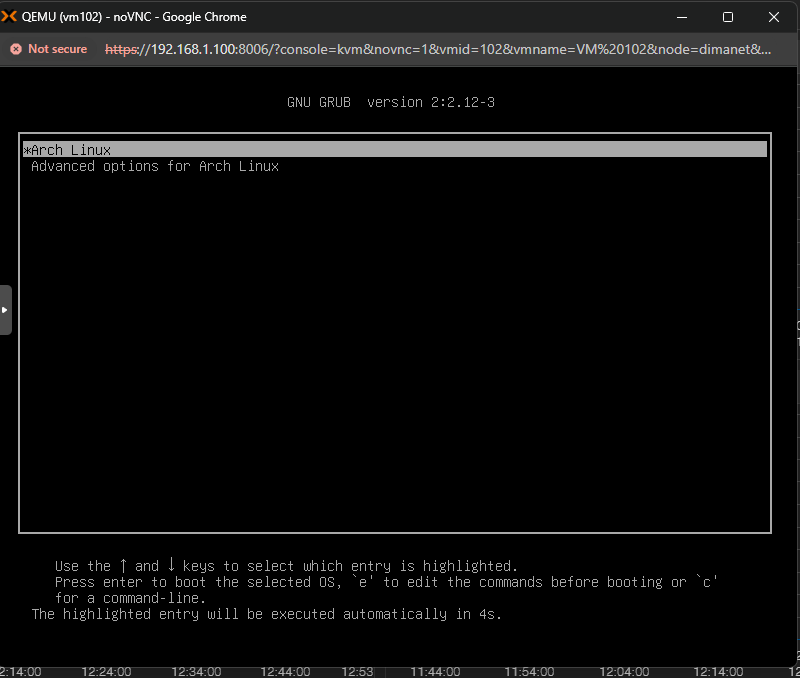 QEMU (vm102) - noVNC - Google Chrome
Not secure https://192.168.1.100:8006/?console=kvm&novnc=1&vmid=102&vmname=VM%20102&node=dimanet&...
GNU GRUB version 2:2.12-3
*Arch Linux
Advanced options for Arch Linux
Use the ↑ and ↓ keys to select which entry is highlighted.
Press enter to boot the selected OS, `e' to edit the commands before booting or `c'
for a command-line.
The highlighted entry will be executed automatically in 4s.
2:14:00 12:24:00 12:34:00 12:44:00 12:53 11:44:00 11:54:00 12:04:00 12:14:00